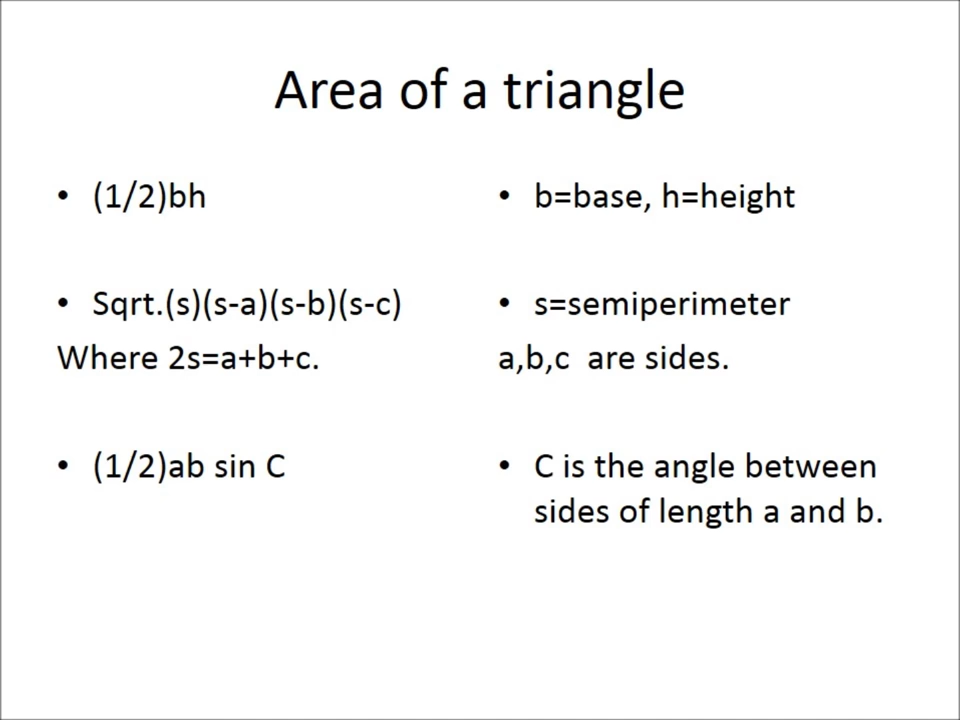 Area of a triangle
• (1/2)bh
• Sqrt.(s)(s-a)(s-b)(s-c)
Where 2s=a+b+c.
• (1/2)ab sin C
• b=base, h=height
• s=semiperimeter
a,b,c  are sides.
• C is the angle between
sides of length a and b.